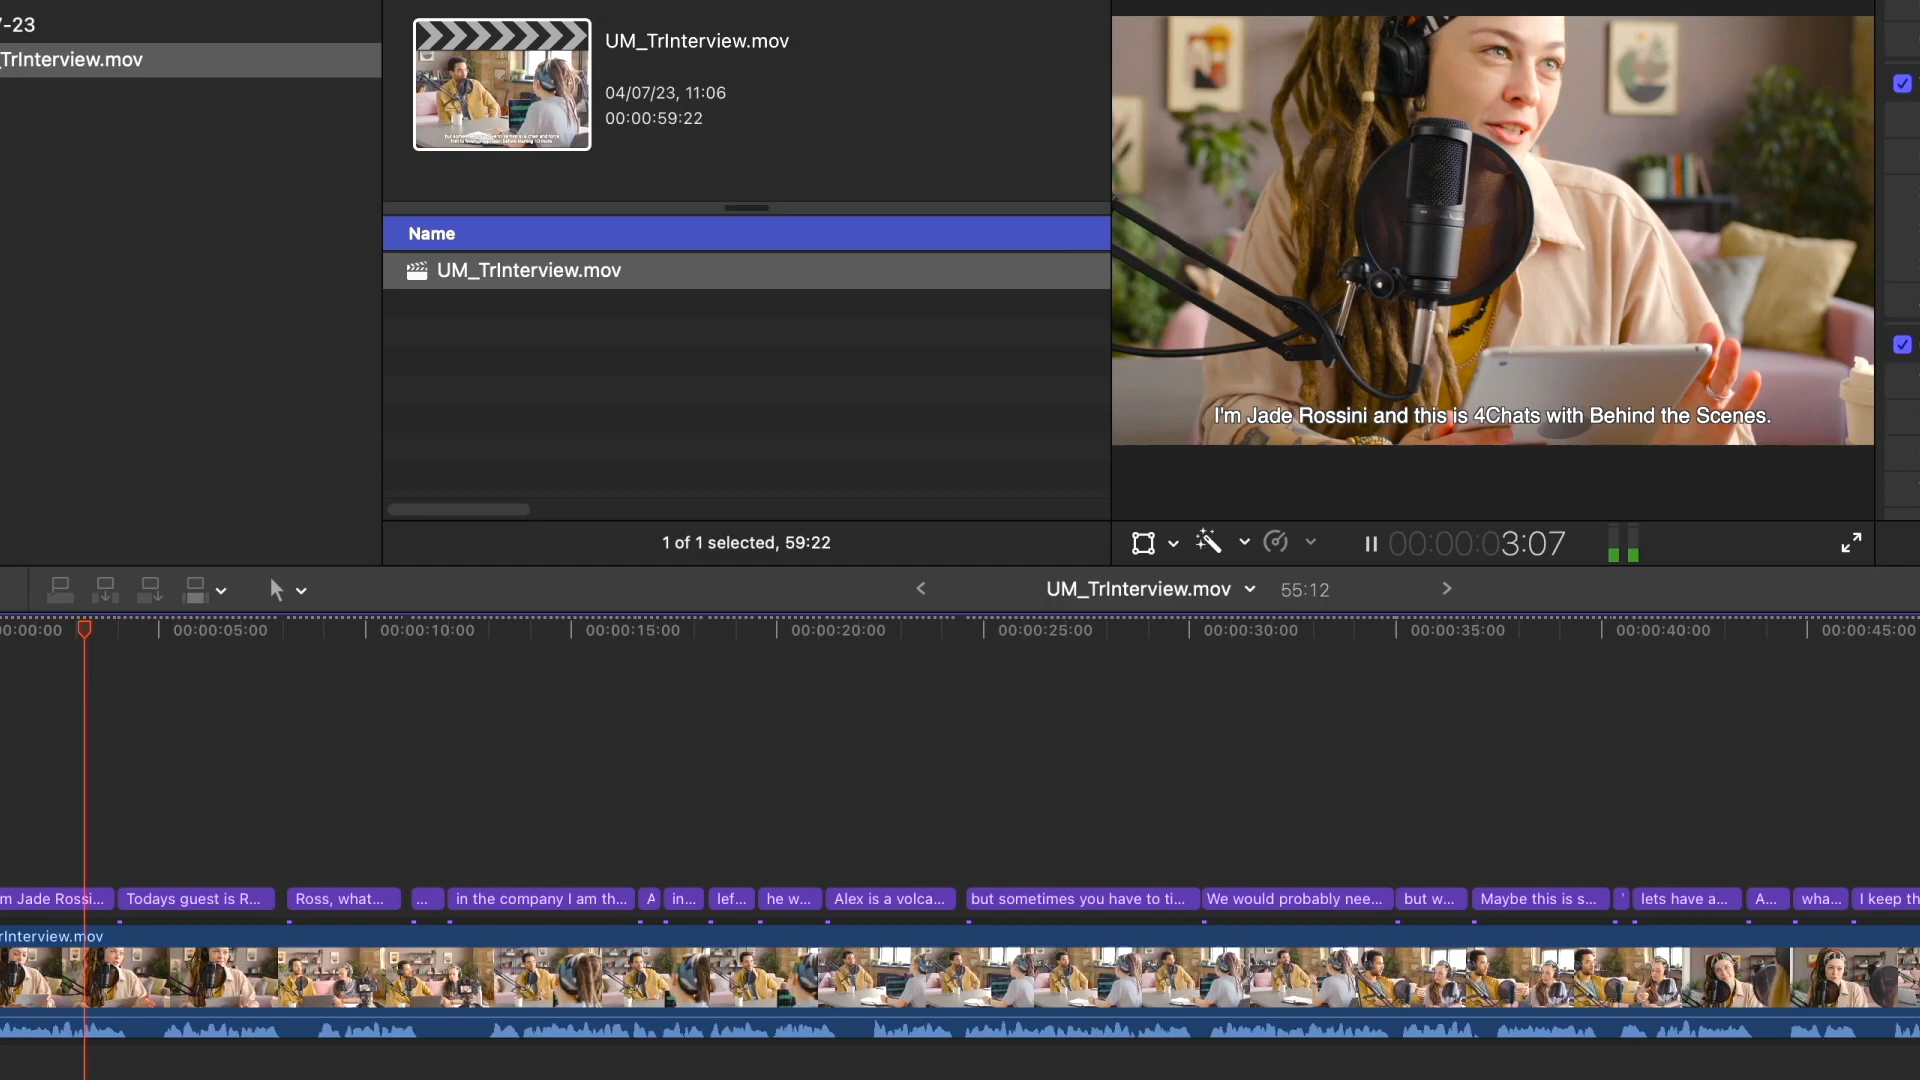 7-23
TrInterview.mov
UM_TrInterview.mov
04/07/23, 11:06
00:00:59:22
Name
UM_TrInterview.mov
1 of 1 selected, 59:22
I'm Jade Rossini and this is 4Chats with Behind the Scenes.
00:00:03:07
UM_TrInterview.mov 55:12
00:00:00 00:00:05:00 00:00:10:00 00:00:15:00 00:00:20:00 00:00:25:00 00:00:30:00 00:00:35:00 00:00:40:00 00:00:45:00
m Jade Rossi... Todays guest is R... Ross, what... ... in the company I am th... A in... lef... he w... Alex is a volca... but sometimes you have to ti... We would probably nee... but w... Maybe this is s... ' lets have a... A... wha... I keep th
rInterview.mov